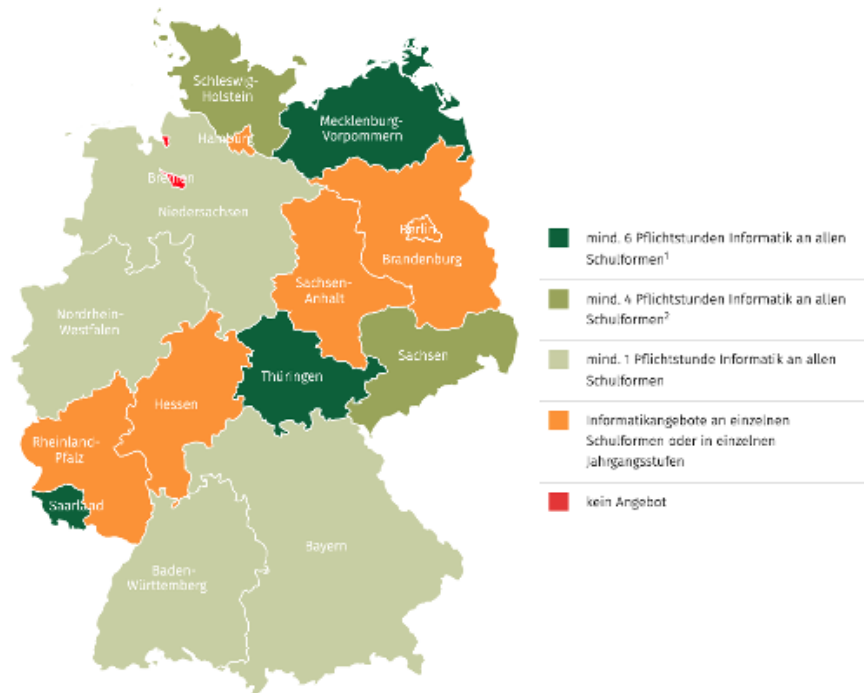 Schleswig-
Holstein
Mecklenburg-
Vorpommern
Hamburg
Bremen
Niedersachsen
Berlin
Brandenburg
Sachsen-
Anhalt
Nordrhein-
Westfalen
Sachsen
Thüringen
Hessen
Rheinland-
Pfalz
Saarland
Bayern
Baden-
Württemberg
mind. 6 Pflichtstunden Informatik an allen
Schulformen¹
mind. 4 Pflichtstunden Informatik an allen
Schulformen²
mind. 1 Pflichtstunde Informatik an allen
Schulformen
Informatikangebote an einzelnen
Schulformen oder in einzelnen
Jahrgangsstufen
kein Angebot